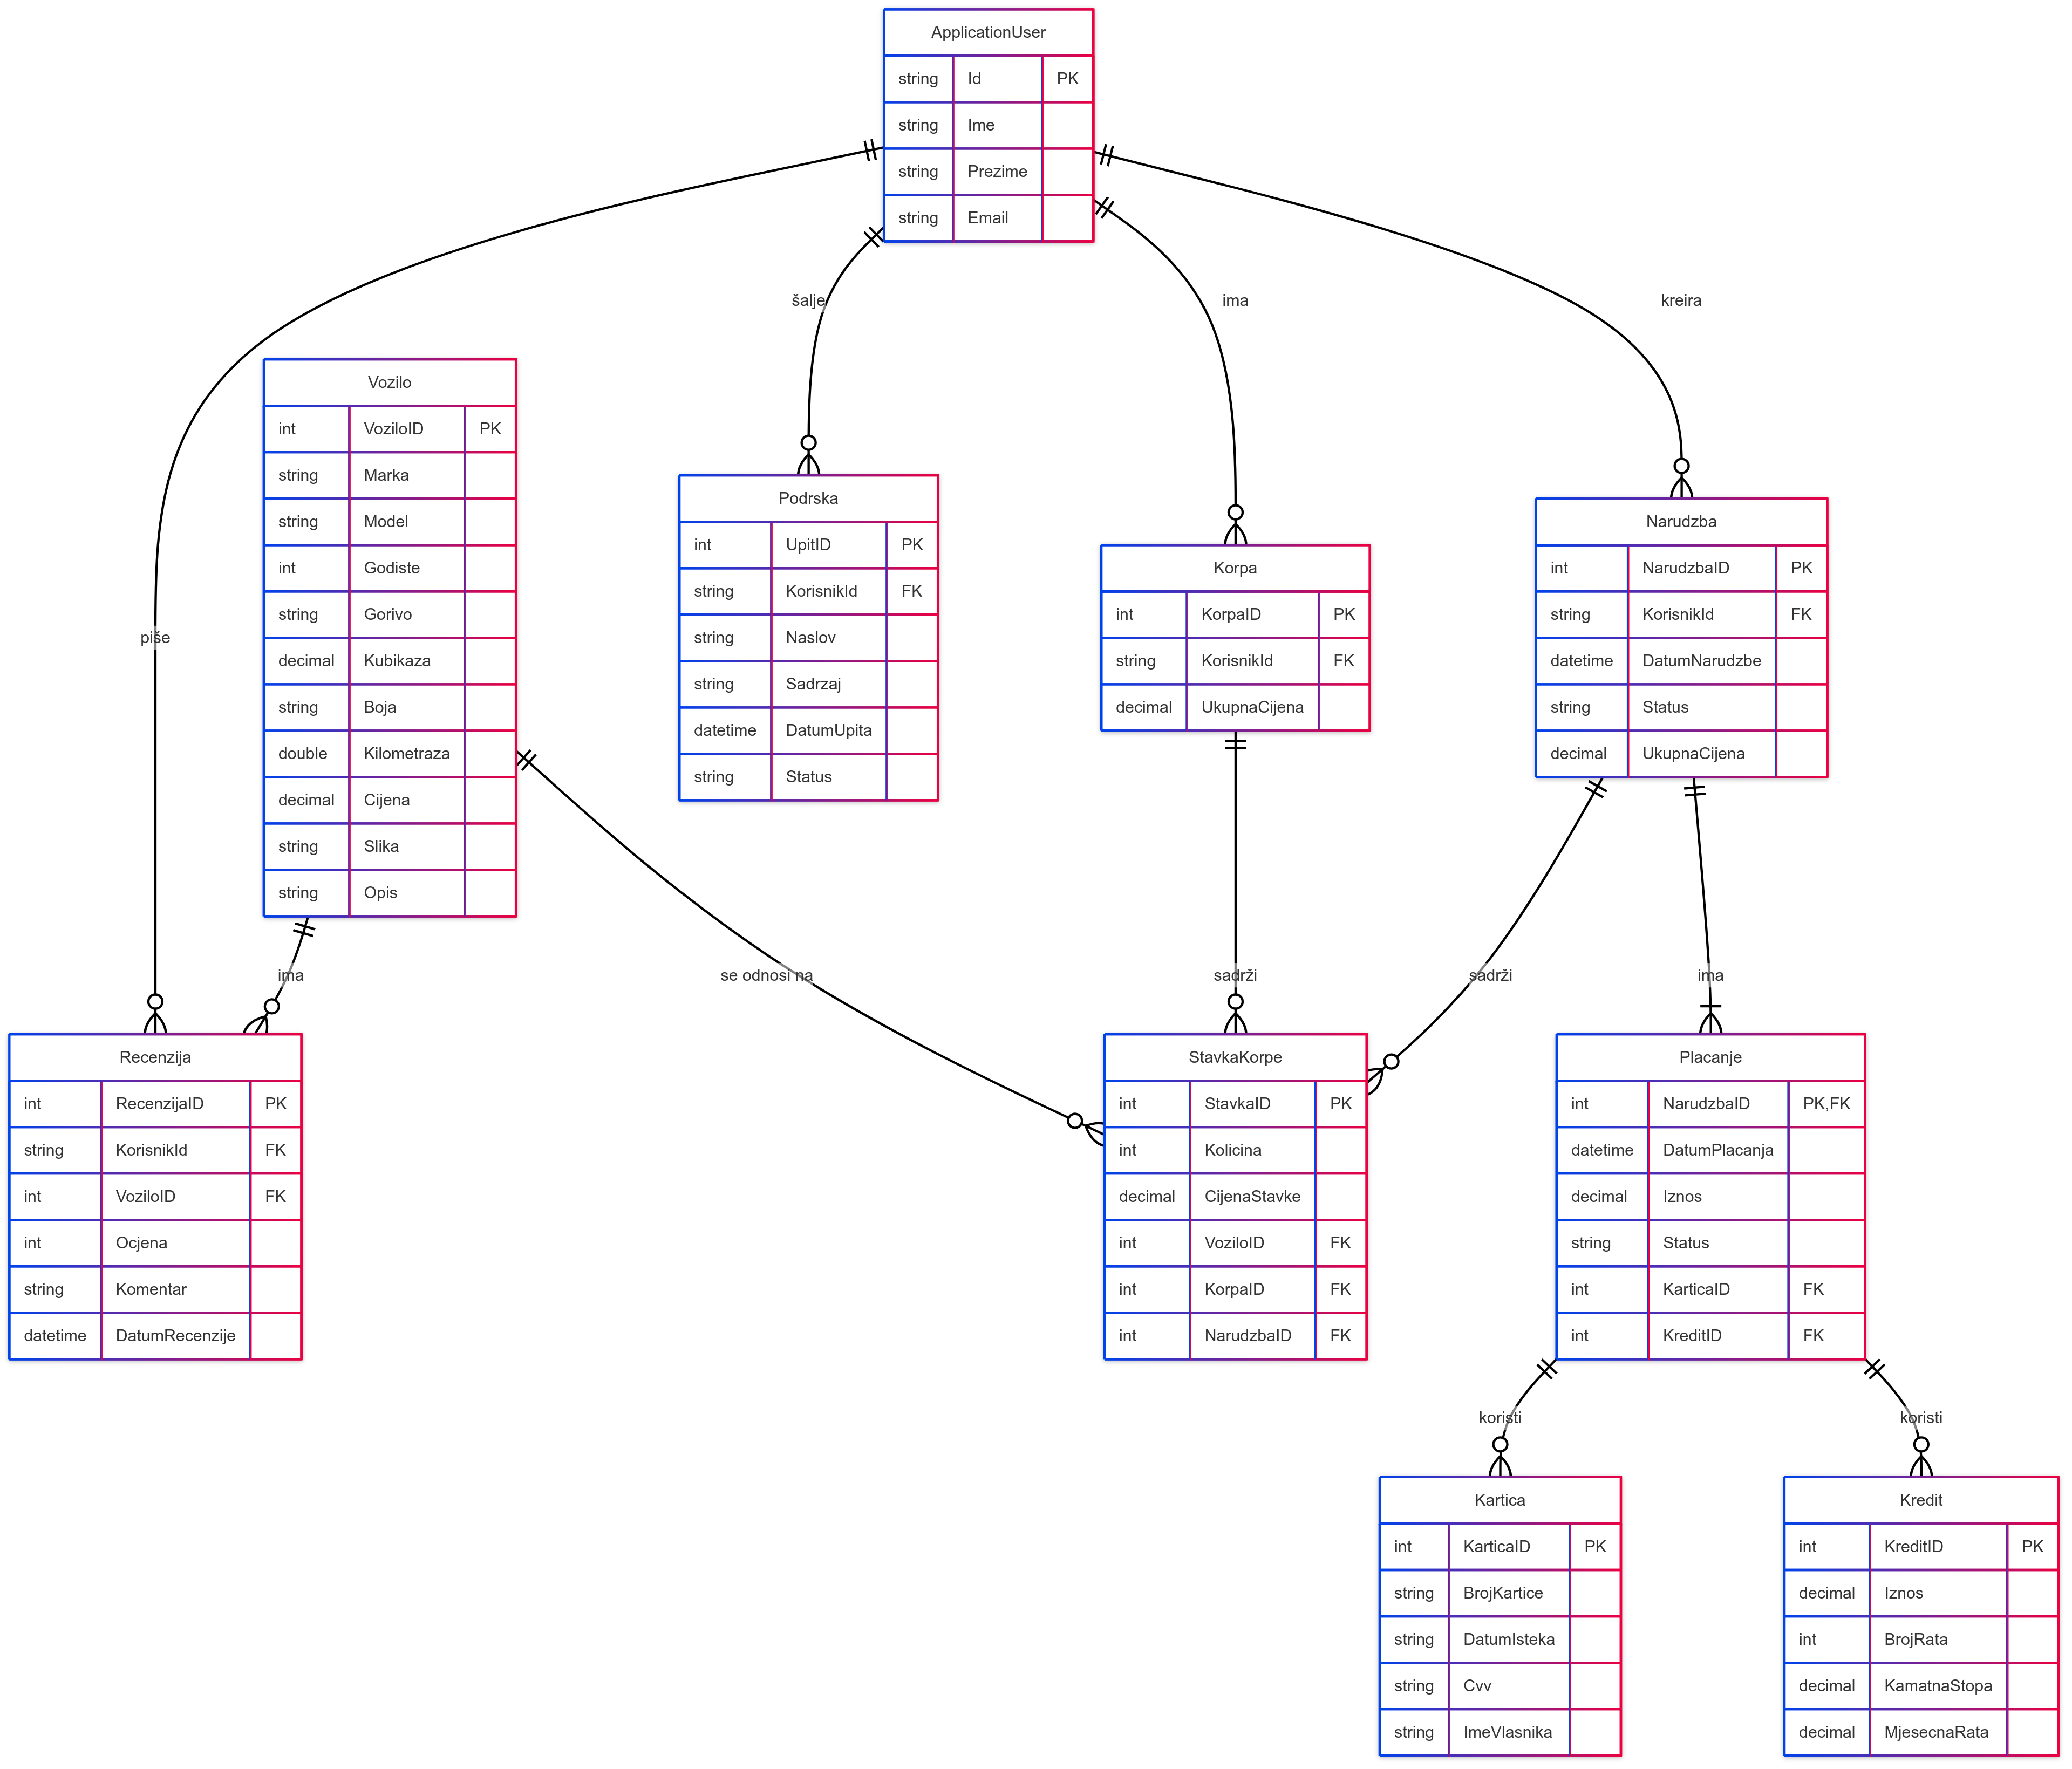 ApplicationUser
string Id PK
string Ime
string Prezime
string Email
šalje
ima
kreira
piše
Vozilo
int VoziloID PK
string Marka
string Model
int Godiste
string Gorivo
decimal Kubikaza
string Boja
double Kilometraza
decimal Cijena
string Slika
string Opis
Podrska
int UpitID PK
string KorisnikId FK
string Naslov
string Sadrzaj
datetime DatumUpita
string Status
Korpa
int KorpaID PK
string KorisnikId FK
decimal UkupnaCijena
Narudzba
int NarudzbaID PK
string KorisnikId FK
datetime DatumNarudzbe
string Status
decimal UkupnaCijena
ima
se odnosi na
sadrži
sadrži
ima
Recenzija
int RecenzijaID PK
string KorisnikId FK
int VoziloID FK
int Ocjena
string Komentar
datetime DatumRecenzije
StavkaKorpe
int StavkaID PK
int Kolicina
decimal CijenaStavke
int VoziloID FK
int KorpaID FK
int NarudzbaID FK
Placanje
int NarudzbaID PK,FK
datetime DatumPlacanja
decimal Iznos
string Status
int KarticaID FK
int KreditID FK
koristi
koristi
Kartica
int KarticaID PK
string BrojKartice
string DatumIsteka
string Cvv
string ImeVlasnika
Kredit
int KreditID PK
decimal Iznos
int BrojRata
decimal KamatnaStopa
decimal MjesecnaRata